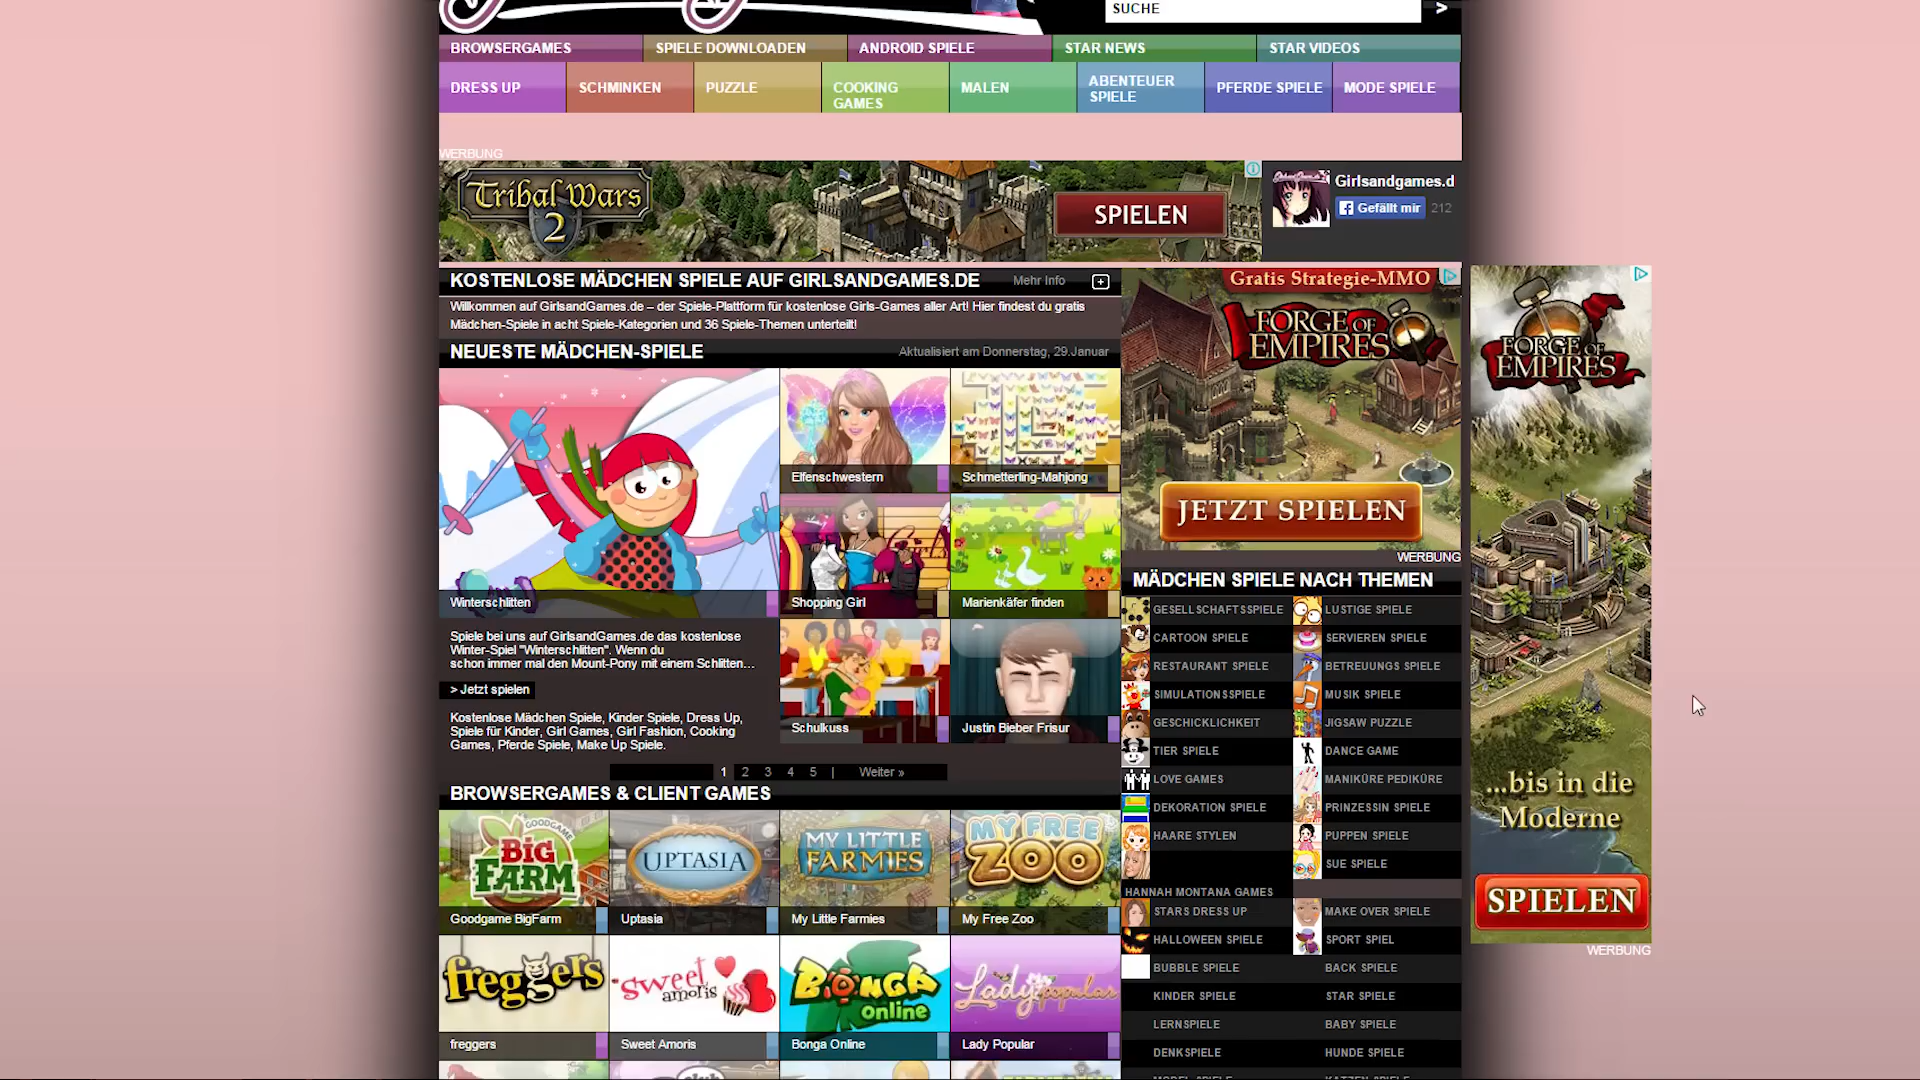 SUCHE
>
BROWSERGAMES
SPIELE DOWNLOADEN
ANDROID SPIELE
STAR NEWS
STAR VIDEOS
DRESS UP
SCHMINKEN
PUZZLE
COOKING
GAMES
MALEN
ABENTEUER
SPIELE
PFERDE SPIELE
MODE SPIELE
WERBUNG
Tribal Wars
2
SPIELEN
Girlsandgames.d
Gefällt mir
212
KOSTENLOSE MÄDCHEN SPIELE AUF GIRLSANDGAMES.DE
Mehr Info
Willkommen auf GirlsandGames.de – der Spiele-Plattform für kostenlose Girls-Games aller Art! Hier findest du gratis
Mädchen-Spiele in acht Spiele-Kategorien und 36 Spiele-Themen unterteilt!
NEUESTE MÄDCHEN-SPIELE
Aktualisiert am Donnerstag, 29.Januar
Winterschlitten
Elfenschwestern
Schmetterling-Mahjong
Shopping Girl
Marienkäfer finden
Schulkuss
Justin Bieber Frisur
Spiele bei uns auf GirlsandGames.de das kostenlose
Winter-Spiel "Winterschlitten". Wenn du
schon immer mal den Mount-Pony mit einem Schlitten...
> Jetzt spielen
Kostenlose Mädchen Spiele, Kinder Spiele, Dress Up,
Spiele für Kinder, Girl Games, Girl Fashion, Cooking
Games, Pferde Spiele, Make Up Spiele.
1 2 3 4 5 | Weiter »
BROWSERGAMES & CLIENT GAMES
GOODGAME
BIG
FARM
Goodgame BigFarm
UPTASIA
Uptasia
MY LITTLE
FARMIES
My Little Farmies
MY FREE
ZOO
My Free Zoo
freggers
freggers
Sweet
amoris
Sweet Amoris
BONGA
online
Bonga Online
Lady popular
Lady Popular
Gratis Strategie-MMO
FORGE OF
EMPIRES
JETZT SPIELEN
WERBUNG
MÄDCHEN SPIELE NACH THEMEN
GESELLSCHAFTSSPIELE
LUSTIGE SPIELE
CARTOON SPIELE
SERVIEREN SPIELE
RESTAURANT SPIELE
BETREUUNGS SPIELE
SIMULATIONSSPIELE
MUSIK SPIELE
GESCHICKLICHKEIT
JIGSAW PUZZLE
TIER SPIELE
DANCE GAME
LOVE GAMES
MANIKÜRE PEDIKÜRE
DEKORATION SPIELE
PRINZESSIN SPIELE
HAARE STYLEN
PUPPEN SPIELE
SUE SPIELE
HANNAH MONTANA GAMES
STARS DRESS UP
MAKE OVER SPIELE
HALLOWEEN SPIELE
SPORT SPIEL
BUBBLE SPIELE
BACK SPIELE
KINDER SPIELE
STAR SPIELE
LERNSPIELE
BABY SPIELE
DENKSPIELE
HUNDE SPIELE
MODEL SPIELE
KATZEN SPIELE
FORGE OF
EMPIRES
...bis in die
Moderne
SPIELEN
WERBUNG